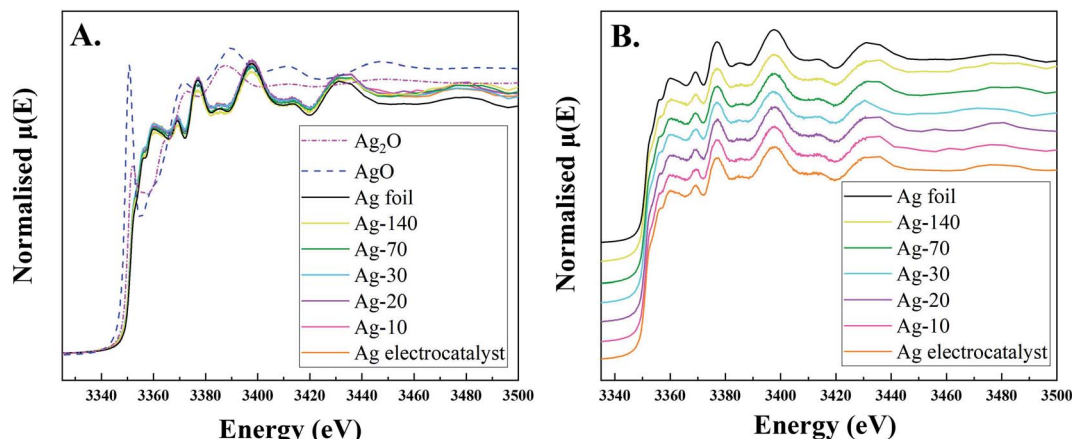 A.
Normalised μ(E)
Ag₂O
AgO
Ag foil
Ag-140
Ag-70
Ag-30
Ag-20
Ag-10
Ag electrocatalyst
3340 3360 3380 3400 3420 3440 3460 3480 3500
Energy (eV)
B.
Normalised μ(E)
Ag foil
Ag-140
Ag-70
Ag-30
Ag-20
Ag-10
Ag electrocatalyst
3340 3360 3380 3400 3420 3440 3460 3480 3500
Energy (eV)